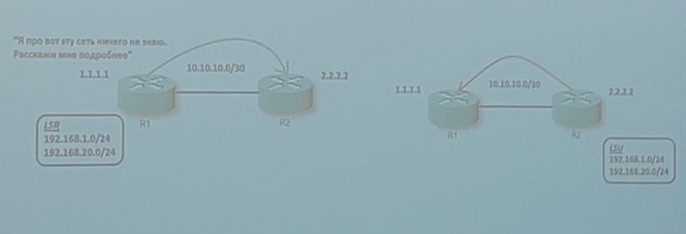 "Я про вот эту сеть ничего не знаю.
Расскажи мне подробнее"
1.1.1.1
10.10.10.0/30
2.2.2.2
R1
R2
LSR
192.168.1.0/24
192.168.20.0/24
1.1.1.1
10.10.10.0/30
2.2.2.2
R1
R2
LSU
192.168.1.0/24
192.168.20.0/24